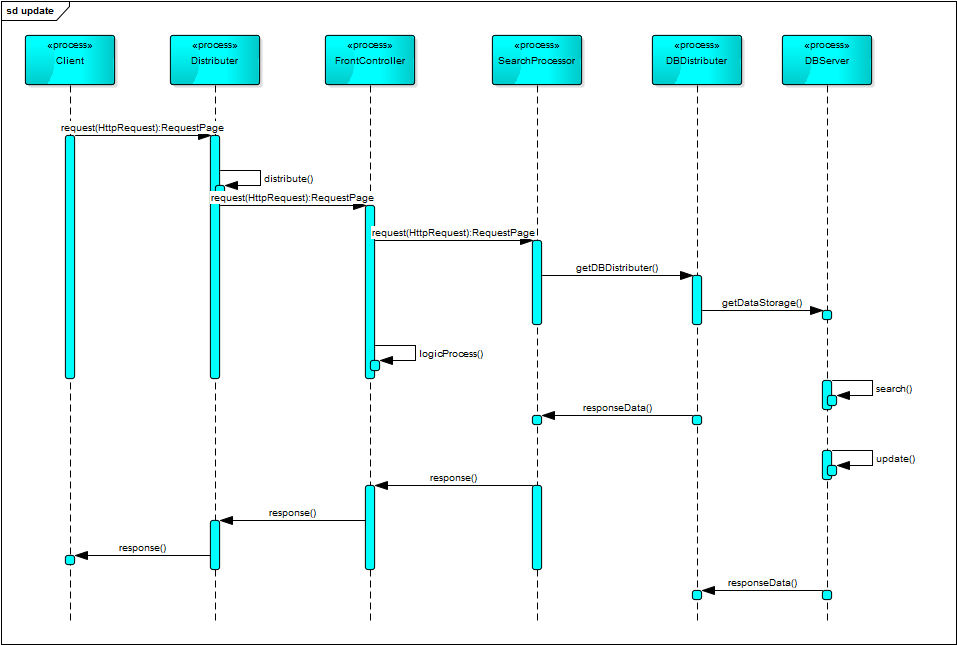 sd update
«process»
Client
«process»
Distributer
«process»
FrontController
«process»
SearchProcessor
«process»
DBDistributer
«process»
DBServer
request(HttpRequest):RequestPage
distribute()
request(HttpRequest):RequestPage
request(HttpRequest):RequestPage
getDBDistributer()
getDataStorage()
logicProcess()
search()
responseData()
update()
response()
response()
response()
responseData()